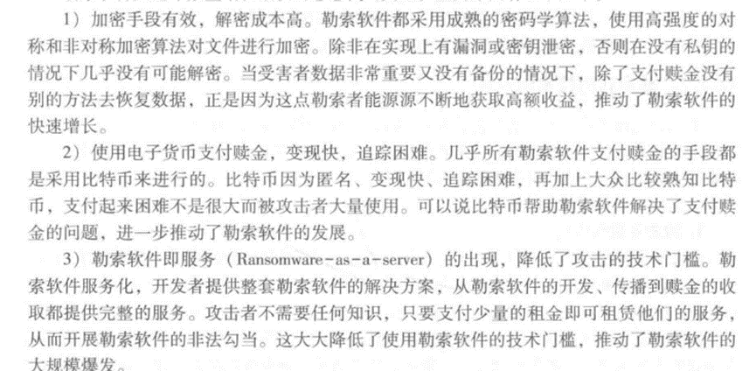 1）加密手段有效，解密成本高。勒索软件都采用成熟的密码学算法，使用高强度的对
称和非对称加密算法对文件进行加密。除非在实现上有漏洞或密钥泄密，否则在没有私钥的
情况下几乎没有可能解密。当受害者数据非常重要又没有备份的情况下，除了支付赎金没有
别的方法去恢复数据，正是因为这点勒索者能源源不断地获取高额收益，推动了勒索软件的
快速增长。
2）使用电子货币支付赎金，变现快，追踪困难。几乎所有勒索软件支付赎金的手段都
是采用比特币来进行的。比特币因为匿名、变现快、追踪困难，再加上大众比较熟知比特
币，支付起来困难不是很大而被攻击者大量使用。可以说比特币帮助勒索软件解决了支付赎
金的问题，进一步推动了勒索软件的发展。
3）勒索软件即服务（Ransomware-as-a-server）的出现，降低了攻击的技术门槛。勒
索软件服务化，开发者提供整套勒索软件的解决方案，从勒索软件的开发、传播到赎金的收
取都提供完整的服务。攻击者不需要任何知识，只要支付少量的租金即可租赁他们的服务，
从而开展勒索软件的非法勾当。这大大降低了使用勒索软件的技术门槛，推动了勒索软件的
大规模爆发。